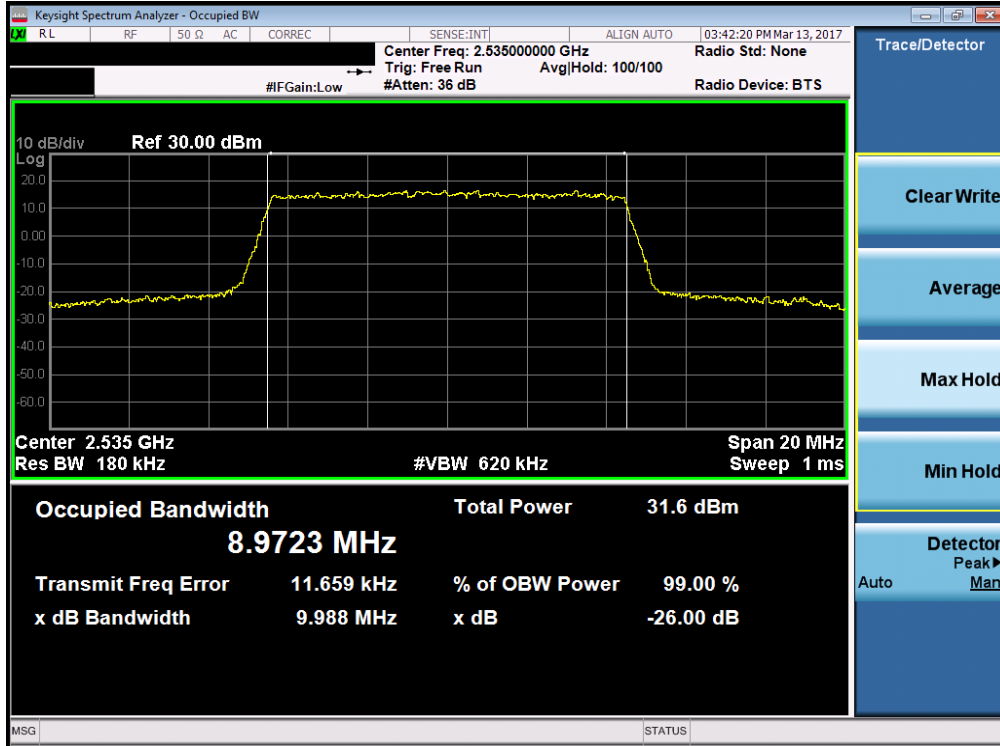 Keysight Spectrum Analyzer - Occupied BW
LXI RL RF 50 Ω AC CORREC SENSE:INT ALIGN AUTO 03:42:20 PM Mar 13, 2017
Center Freq: 2.535000000 GHz Radio Std: None
Trig: Free Run Avg|Hold: 100/100
#IFGain:Low #Atten: 36 dB Radio Device: BTS
10 dB/div Ref 30.00 dBm
Log
20.0
10.0
0.00
-10.0
-20.0
-30.0
-40.0
-50.0
-60.0
Center 2.535 GHz Span 20 MHz
Res BW 180 kHz #VBW 620 kHz Sweep 1 ms
Occupied Bandwidth Total Power 31.6 dBm
8.9723 MHz
Transmit Freq Error 11.659 kHz % of OBW Power 99.00 %
x dB Bandwidth 9.988 MHz x dB -26.00 dB
MSG STATUS
Trace/Detector
Clear Write
Average
Max Hold
Min Hold
Detector
Peak▶
Auto Man